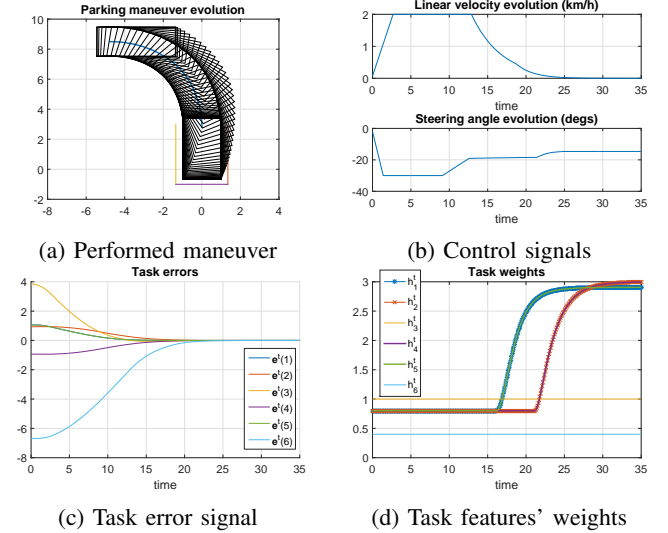 Parking maneuver evolution
10
8
6
4
2
0
-2
-8 -6 -4 -2 0 2 4
(a) Performed maneuver
Linear velocity evolution (km/h)
2
1
0
0 5 10 15 20 25 30 35
time
Steering angle evolution (degs)
0
-20
-40
0 5 10 15 20 25 30 35
time
(b) Control signals
Task errors
4
2
0
-2
-4
-6
-8
0 5 10 15 20 25 30 35
time
e^t(1)
e^t(2)
e^t(3)
e^t(4)
e^t(5)
e^t(6)
(c) Task error signal
Task weights
3
2.5
2
1.5
1
0.5
0
0 5 10 15 20 25 30 35
time
h^t_1
h^t_2
h^t_3
h^t_4
h^t_5
h^t_6
(d) Task features' weights